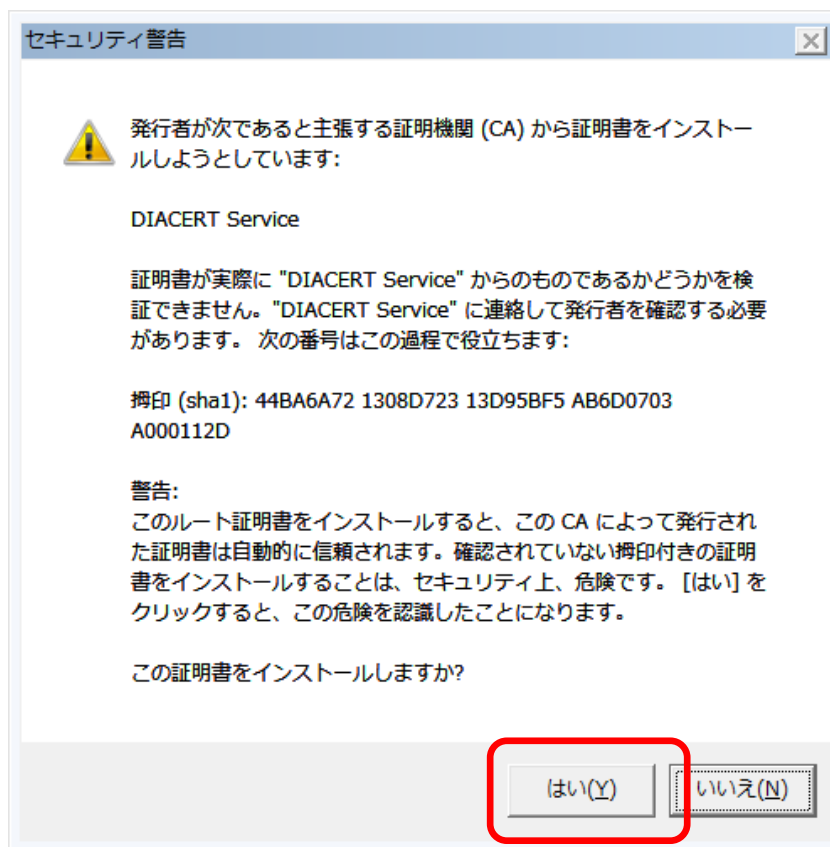 セキュリティ警告
発行者が次であると主張する証明機関 (CA) から証明書をインストー
ルしようとしています:
DIACERT Service
証明書が実際に "DIACERT Service" からのものであるかどうかを検
証できません。"DIACERT Service" に連絡して発行者を確認する必要
があります。 次の番号はこの過程で役立ちます:
拇印 (sha1): 44BA6A72 1308D723 13D95BF5 AB6D0703
A000112D
警告:
このルート証明書をインストールすると、この CA によって発行され
た証明書は自動的に信頼されます。確認されていない拇印付きの証明
書をインストールすることは、セキュリティ上、危険です。 [はい] を
クリックすると、この危険を認識したことになります。
この証明書をインストールしますか?
はい(Y) いいえ(N)